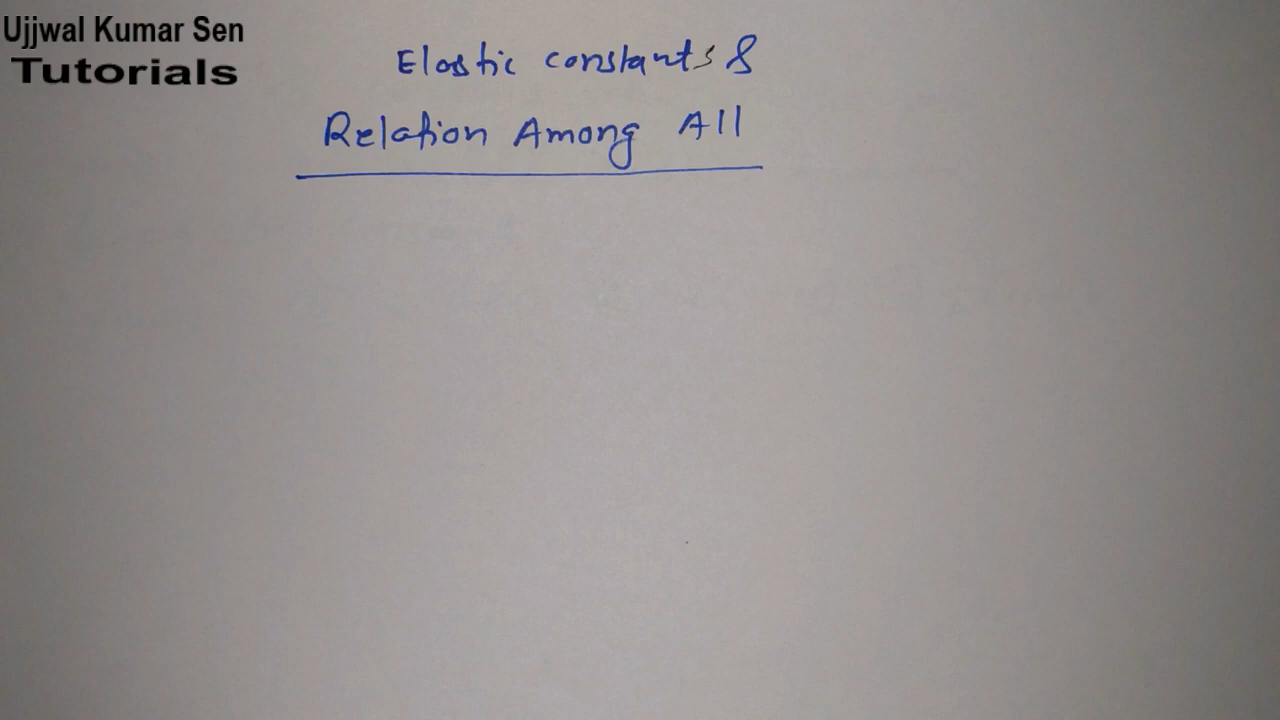 Ujjwal Kumar Sen
Tutorials
Elastic constants &
Relation Among All